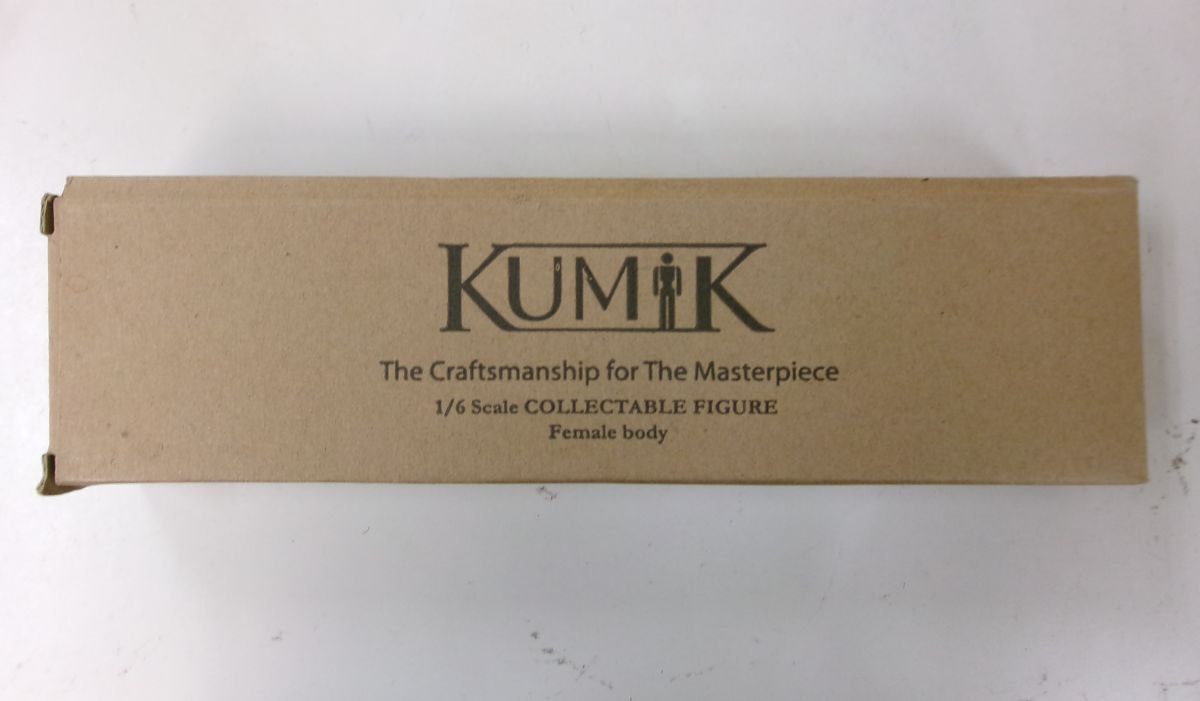 KUMiK
The Craftsmanship for The Masterpiece
1/6 Scale COLLECTABLE FIGURE
Female body